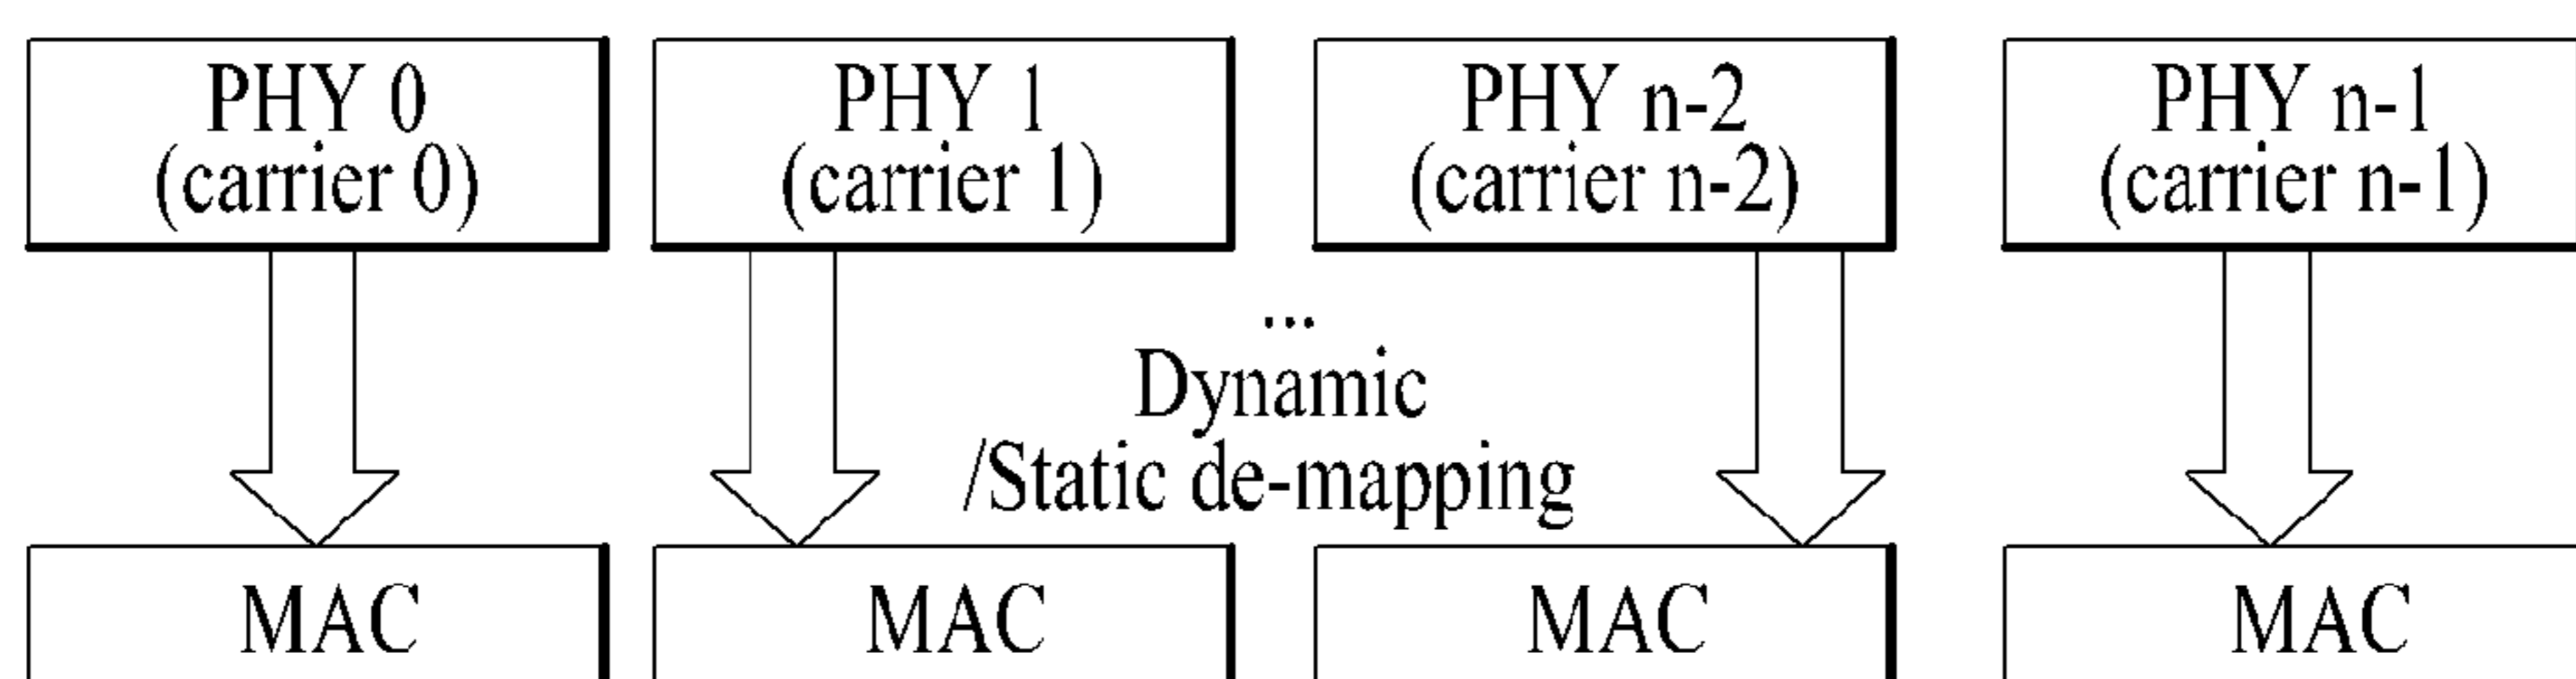 PHY 0
(carrier 0)
PHY 1
(carrier 1)
PHY n-2
(carrier n-2)
PHY n-1
(carrier n-1)
...
Dynamic
/Static de-mapping
MAC
MAC
MAC
MAC